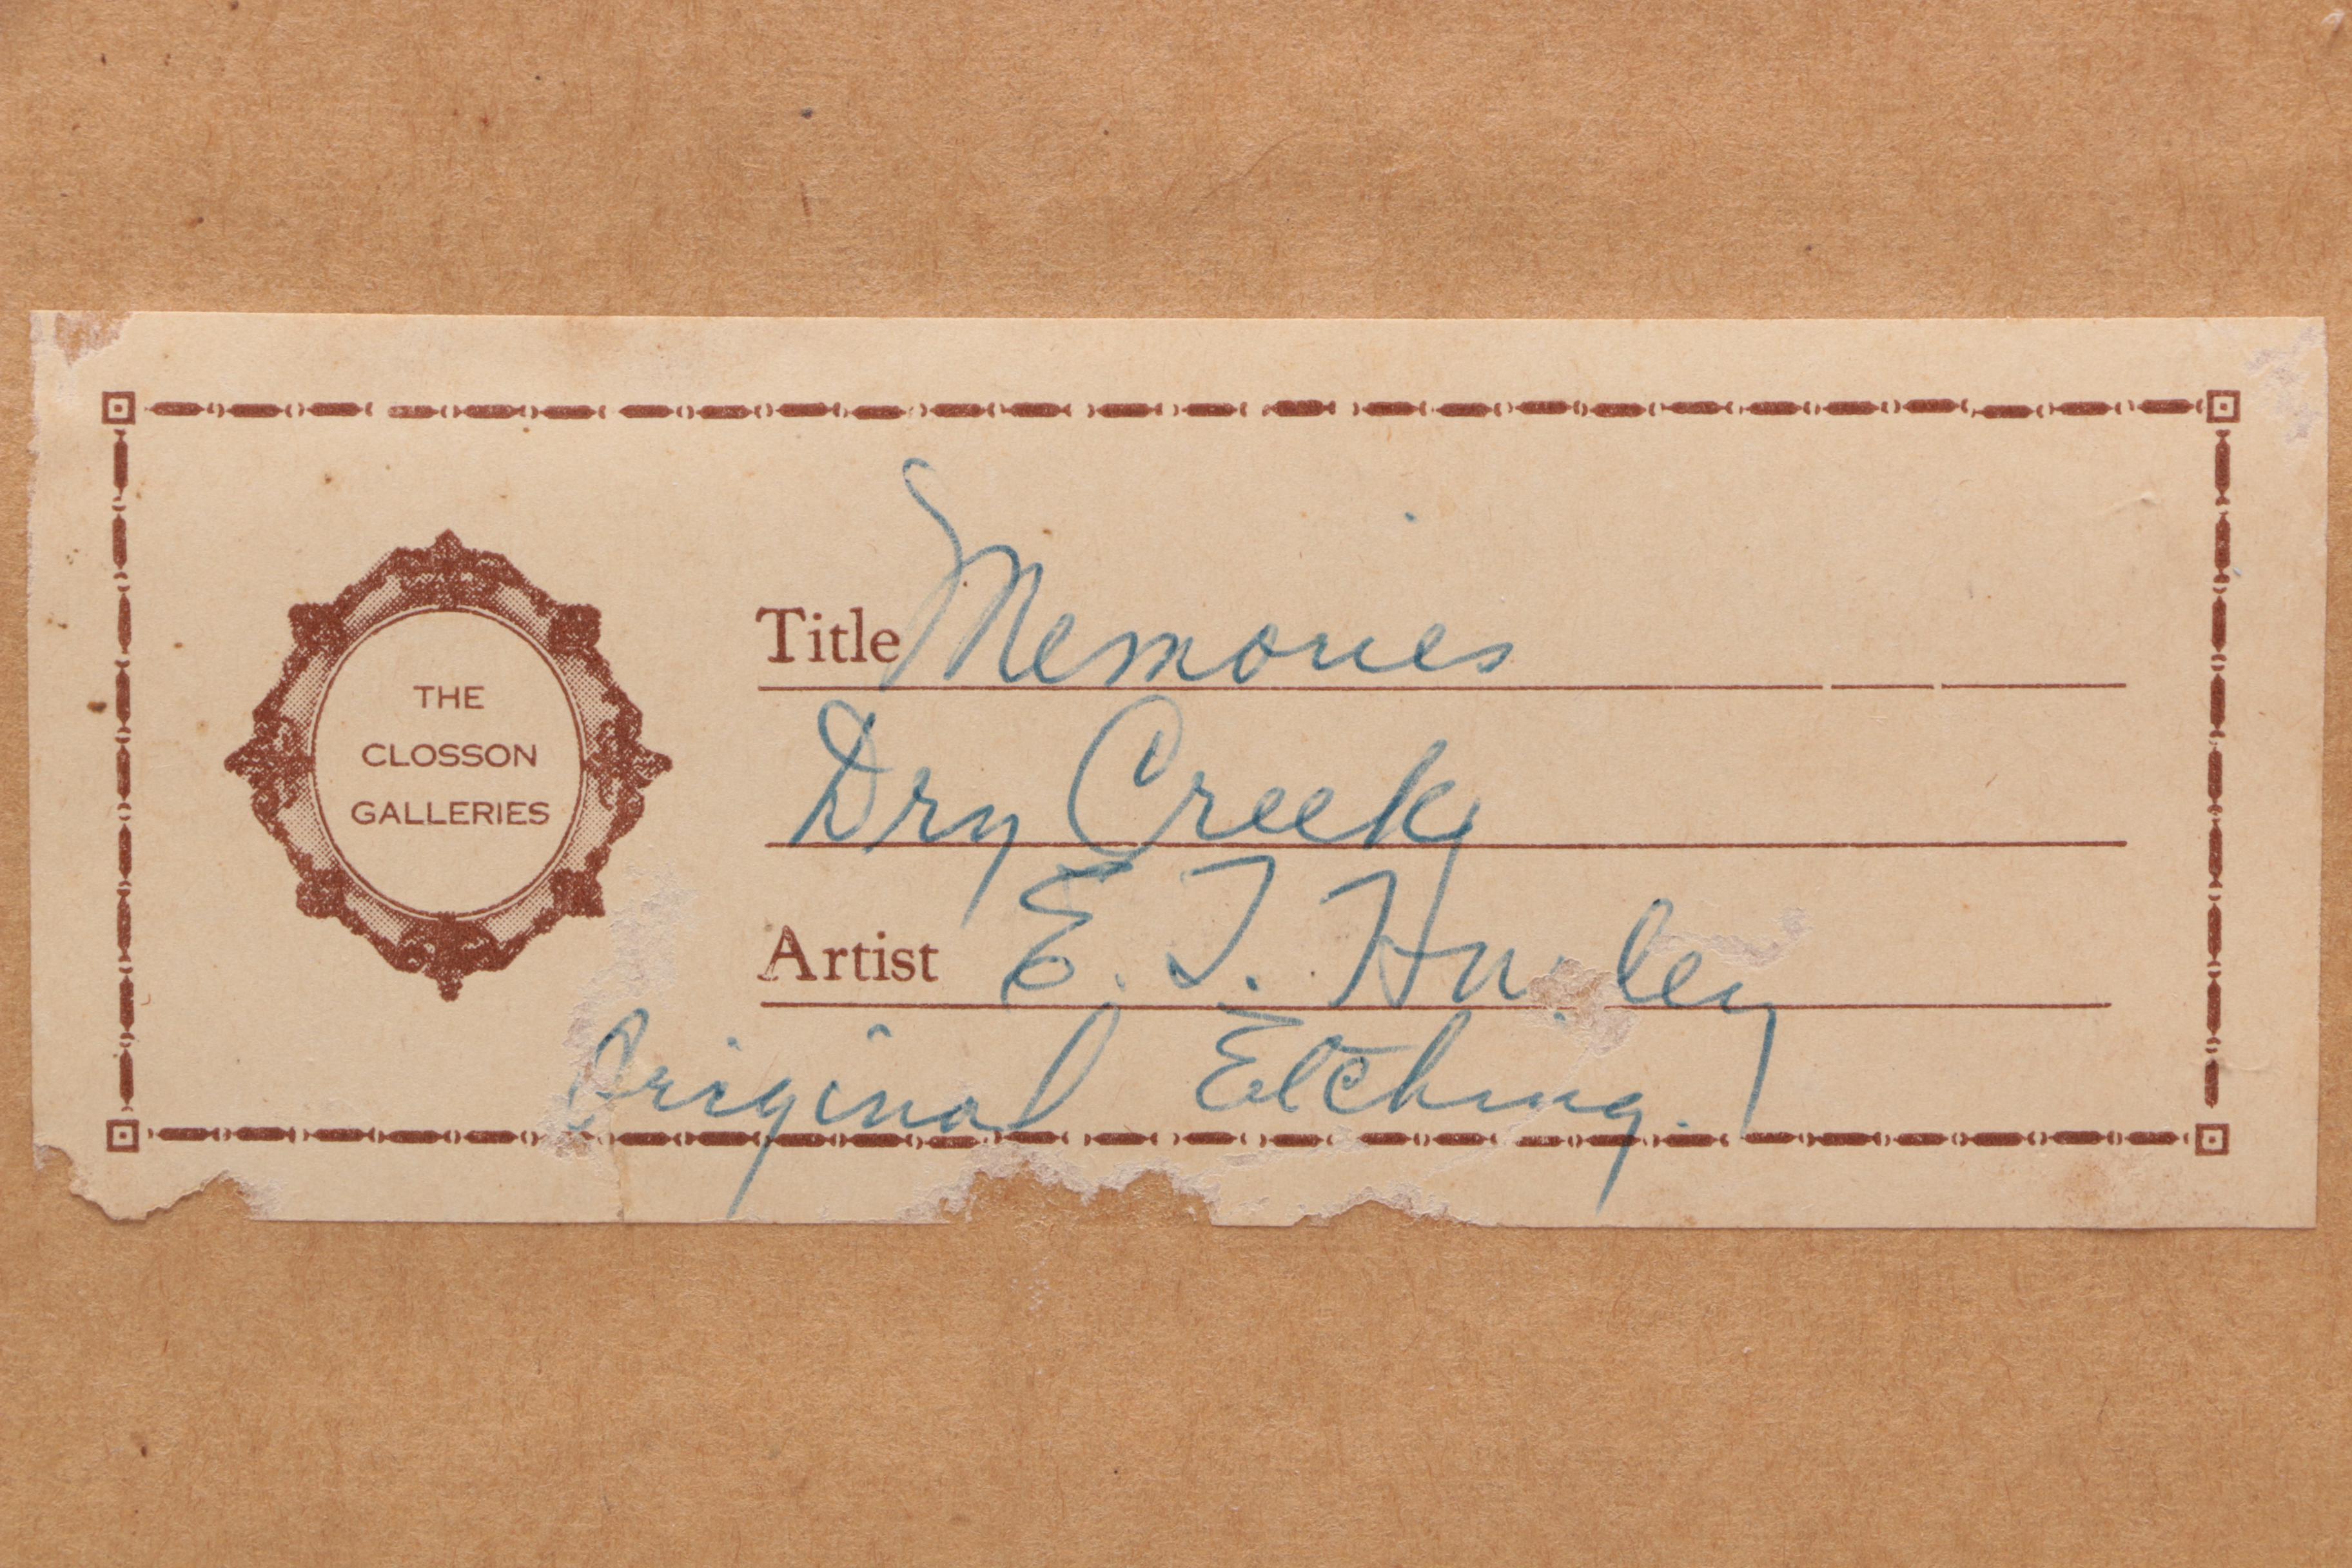 THE
CLOSSON
GALLERIES
Title Memories
Dry Creek
Artist E. T. Hurley
Original Etching.